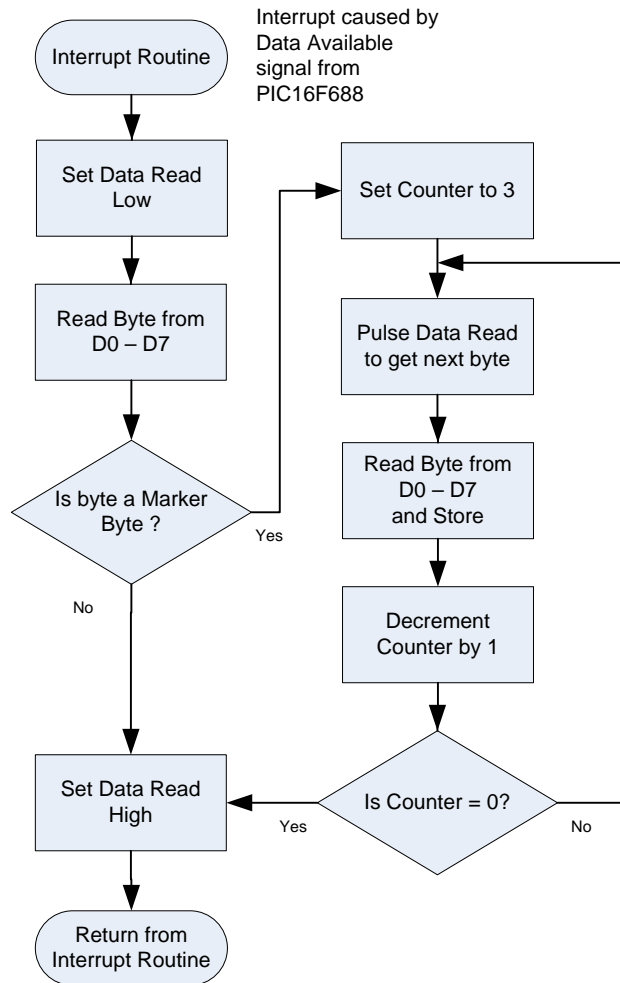 Interrupt Routine
Interrupt caused by
Data Available
signal from
PIC16F688
Set Data Read
Low
Read Byte from
D0 – D7
Is byte a Marker
Byte ?
Yes
No
Set Counter to 3
Pulse Data Read
to get next byte
Read Byte from
D0 – D7
and Store
Decrement
Counter by 1
Is Counter = 0?
Yes
No
Set Data Read
High
Return from
Interrupt Routine